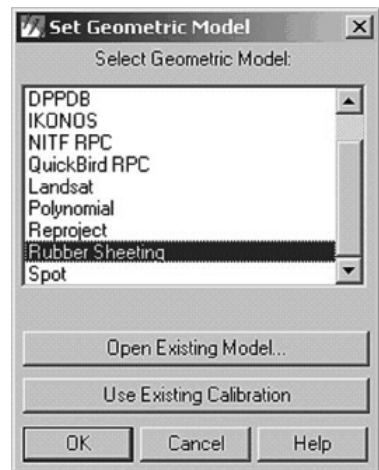 Set Geometric Model
Select Geometric Model:
DPPDB
IKONOS
NITF RPC
QuickBird RPC
Landsat
Polynomial
Reproject
Rubber Sheeting
Spot
Open Existing Model...
Use Existing Calibration
OK Cancel Help